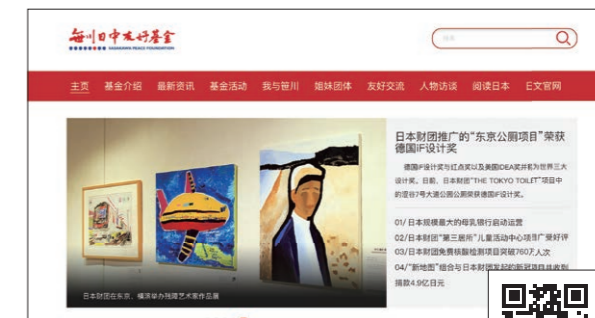 笹川日中友好基金
SASAKAWA PEACE FOUNDATION
搜索
主页 基金介绍 最新资讯 基金活动 我与笹川 姐妹团体 友好交流 人物访谈 阅读日本 日文官网
日本财团推广的“东京公厕项目”荣获
德国iF设计奖
德国iF设计奖与红点奖以及美国IDEA奖并称为世界三大
设计奖。日前，日本财团“THE TOKYO TOILET”项目中
的涩谷7号大道公园公厕荣获德国iF设计奖。
01/ 日本规模最大的母乳银行启动运营
02/ 日本财团“第三居所”儿童活动中心项目广受好评
03/ 日本财团免费核酸检测项目突破760万人次
04/ “新地图”组合与日本财团发起的新冠项目共收到
捐款4.9亿日元
日本财团在东京、横滨举办残障艺术家作品展